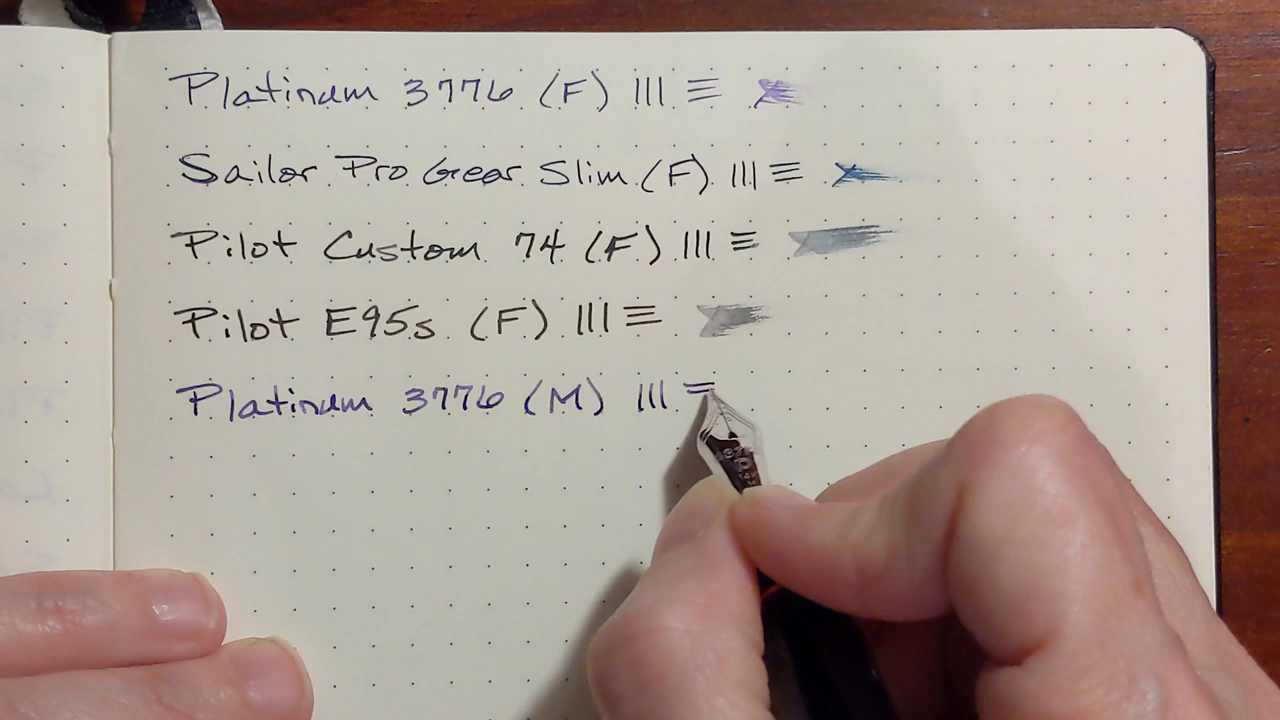 Platinum 3776 (F) ||| ≡
Sailor Pro Gear Slim (F) ||| ≡
Pilot Custom 74 (F) ||| ≡
Pilot E95s (F) ||| ≡
Platinum 3776 (M) ||| =